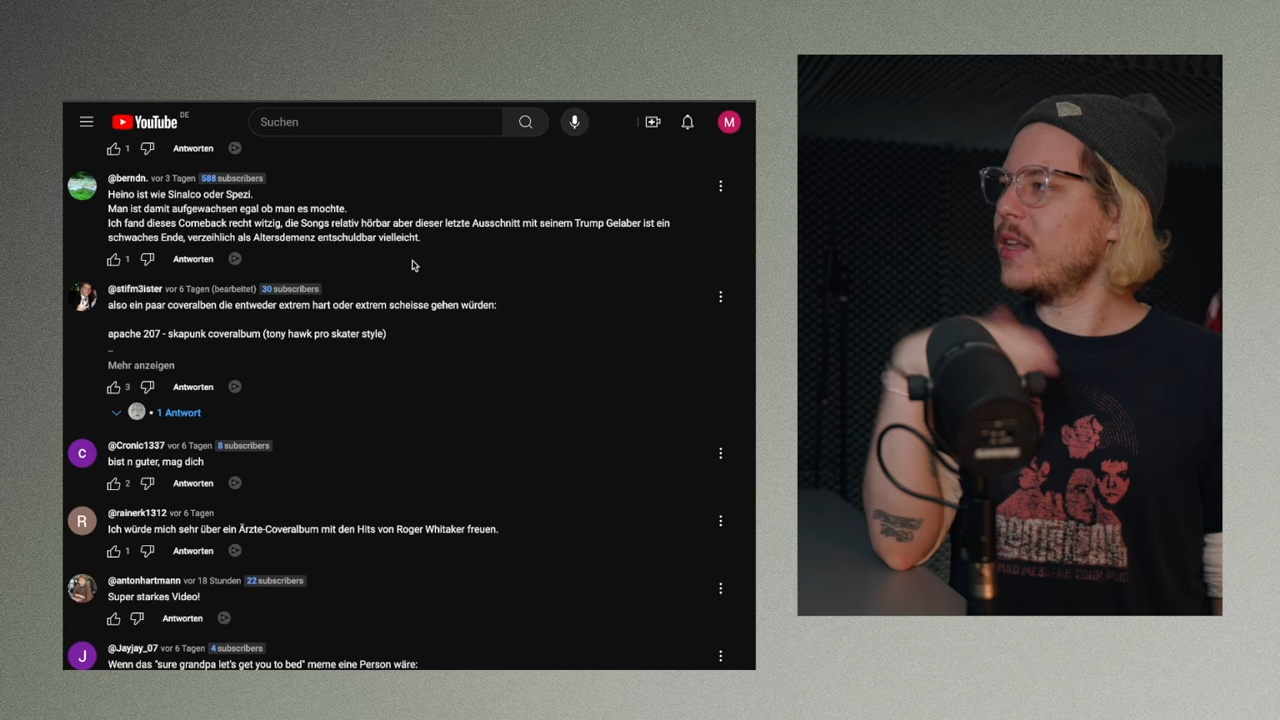 YouTube DE
Suchen
M
1 Antworten
@berndn. vor 3 Tagen 588 subscribers
Heino ist wie Sinalco oder Spezi.
Man ist damit aufgewachsen egal ob man es mochte.
Ich fand dieses Comeback recht witzig, die Songs relativ hörbar aber dieser letzte Ausschnitt mit seinem Trump Gelaber ist ein
schwaches Ende, verzeihlich als Altersdemenz entschuldbar vielleicht.
1 Antworten
@stifm3ister vor 6 Tagen (bearbeitet) 30 subscribers
also ein paar coveralben die entweder extrem hart oder extrem scheisse gehen würden:
apache 207 - skapunk coveralbum (tony hawk pro skater style)
...
Mehr anzeigen
3 Antworten
• 1 Antwort
C
@Cronic1337 vor 6 Tagen 8 subscribers
bist n guter, mag dich
2 Antworten
R
@rainerk1312 vor 6 Tagen
Ich würde mich sehr über ein Ärzte-Coveralbum mit den Hits von Roger Whitaker freuen.
1 Antworten
@antonhartmann vor 18 Stunden 22 subscribers
Super starkes Video!
Antworten
J
@Jayjay_07 vor 6 Tagen 4 subscribers
Wenn das "sure grandpa let's get you to bed" meme eine Person wäre: